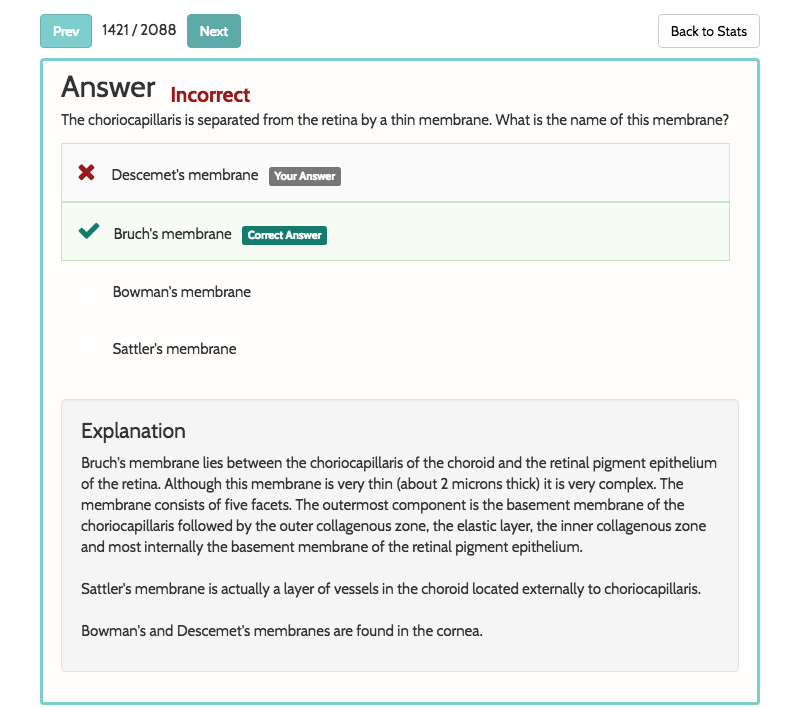 Prev 1421 / 2088 Next Back to Stats
Answer Incorrect
The choriocapillaris is separated from the retina by a thin membrane. What is the name of this membrane?
Descemet's membrane Your Answer
Bruch's membrane Correct Answer
Bowman's membrane
Sattler's membrane
Explanation
Bruch's membrane lies between the choriocapillaris of the choroid and the retinal pigment epithelium
of the retina. Although this membrane is very thin (about 2 microns thick) it is very complex. The
membrane consists of five facets. The outermost component is the basement membrane of the
choriocapillaris followed by the outer collagenous zone, the elastic layer, the inner collagenous zone
and most internally the basement membrane of the retinal pigment epithelium.
Sattler's membrane is actually a layer of vessels in the choroid located externally to choriocapillaris.
Bowman's and Descemet's membranes are found in the cornea.